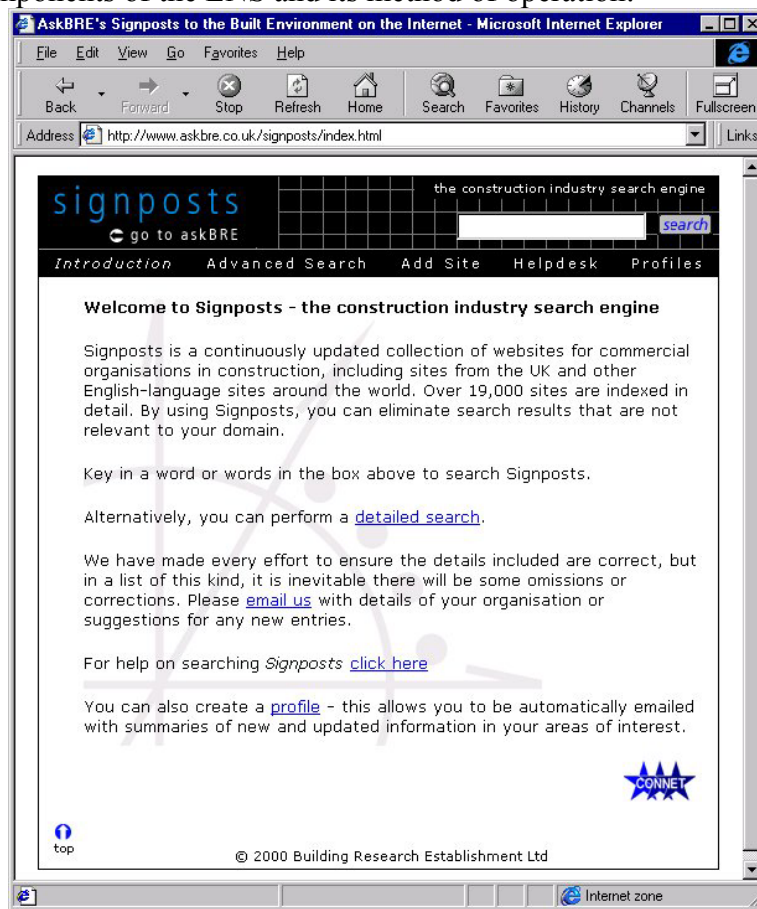 AskBRE's Signposts to the Built Environment on the Internet - Microsoft Internet Explorer
File Edit View Go Favorites Help
Back Forward Stop Refresh Home Search Favorites History Channels Fullscreen
Address http://www.askbre.co.uk/signposts/index.html Links
signposts
the construction industry search engine
go to askBRE
search
Introduction Advanced Search Add Site Helpdesk Profiles
Welcome to Signposts - the construction industry search engine
Signposts is a continuously updated collection of websites for commercial
organisations in construction, including sites from the UK and other
English-language sites around the world. Over 19,000 sites are indexed in
detail. By using Signposts, you can eliminate search results that are not
relevant to your domain.
Key in a word or words in the box above to search Signposts.
Alternatively, you can perform a detailed search.
We have made every effort to ensure the details included are correct, but
in a list of this kind, it is inevitable there will be some omissions or
corrections. Please email us with details of your organisation or
suggestions for any new entries.
For help on searching Signposts click here
You can also create a profile - this allows you to be automatically emailed
with summaries of new and updated information in your areas of interest.
CONNET
top
© 2000 Building Research Establishment Ltd
Internet zone